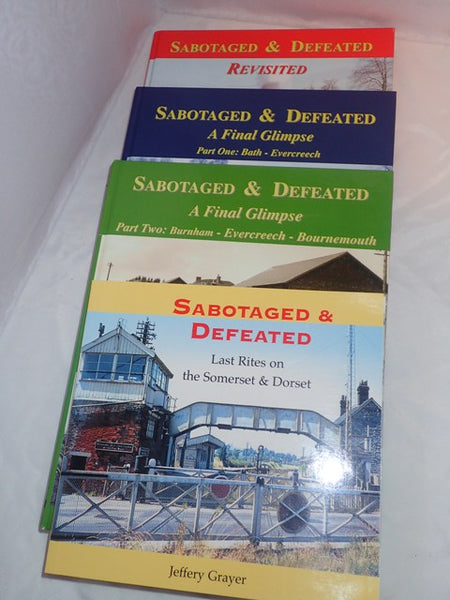 SABOTAGED & DEFEATED
REVISITED
SABOTAGED & DEFEATED
A Final Glimpse
Part One: Bath - Evercreech
SABOTAGED & DEFEATED
A Final Glimpse
Part Two: Burnham - Evercreech - Bournemouth
SABOTAGED &
DEFEATED
Last Rites on
the Somerset & Dorset
Jeffery Grayer